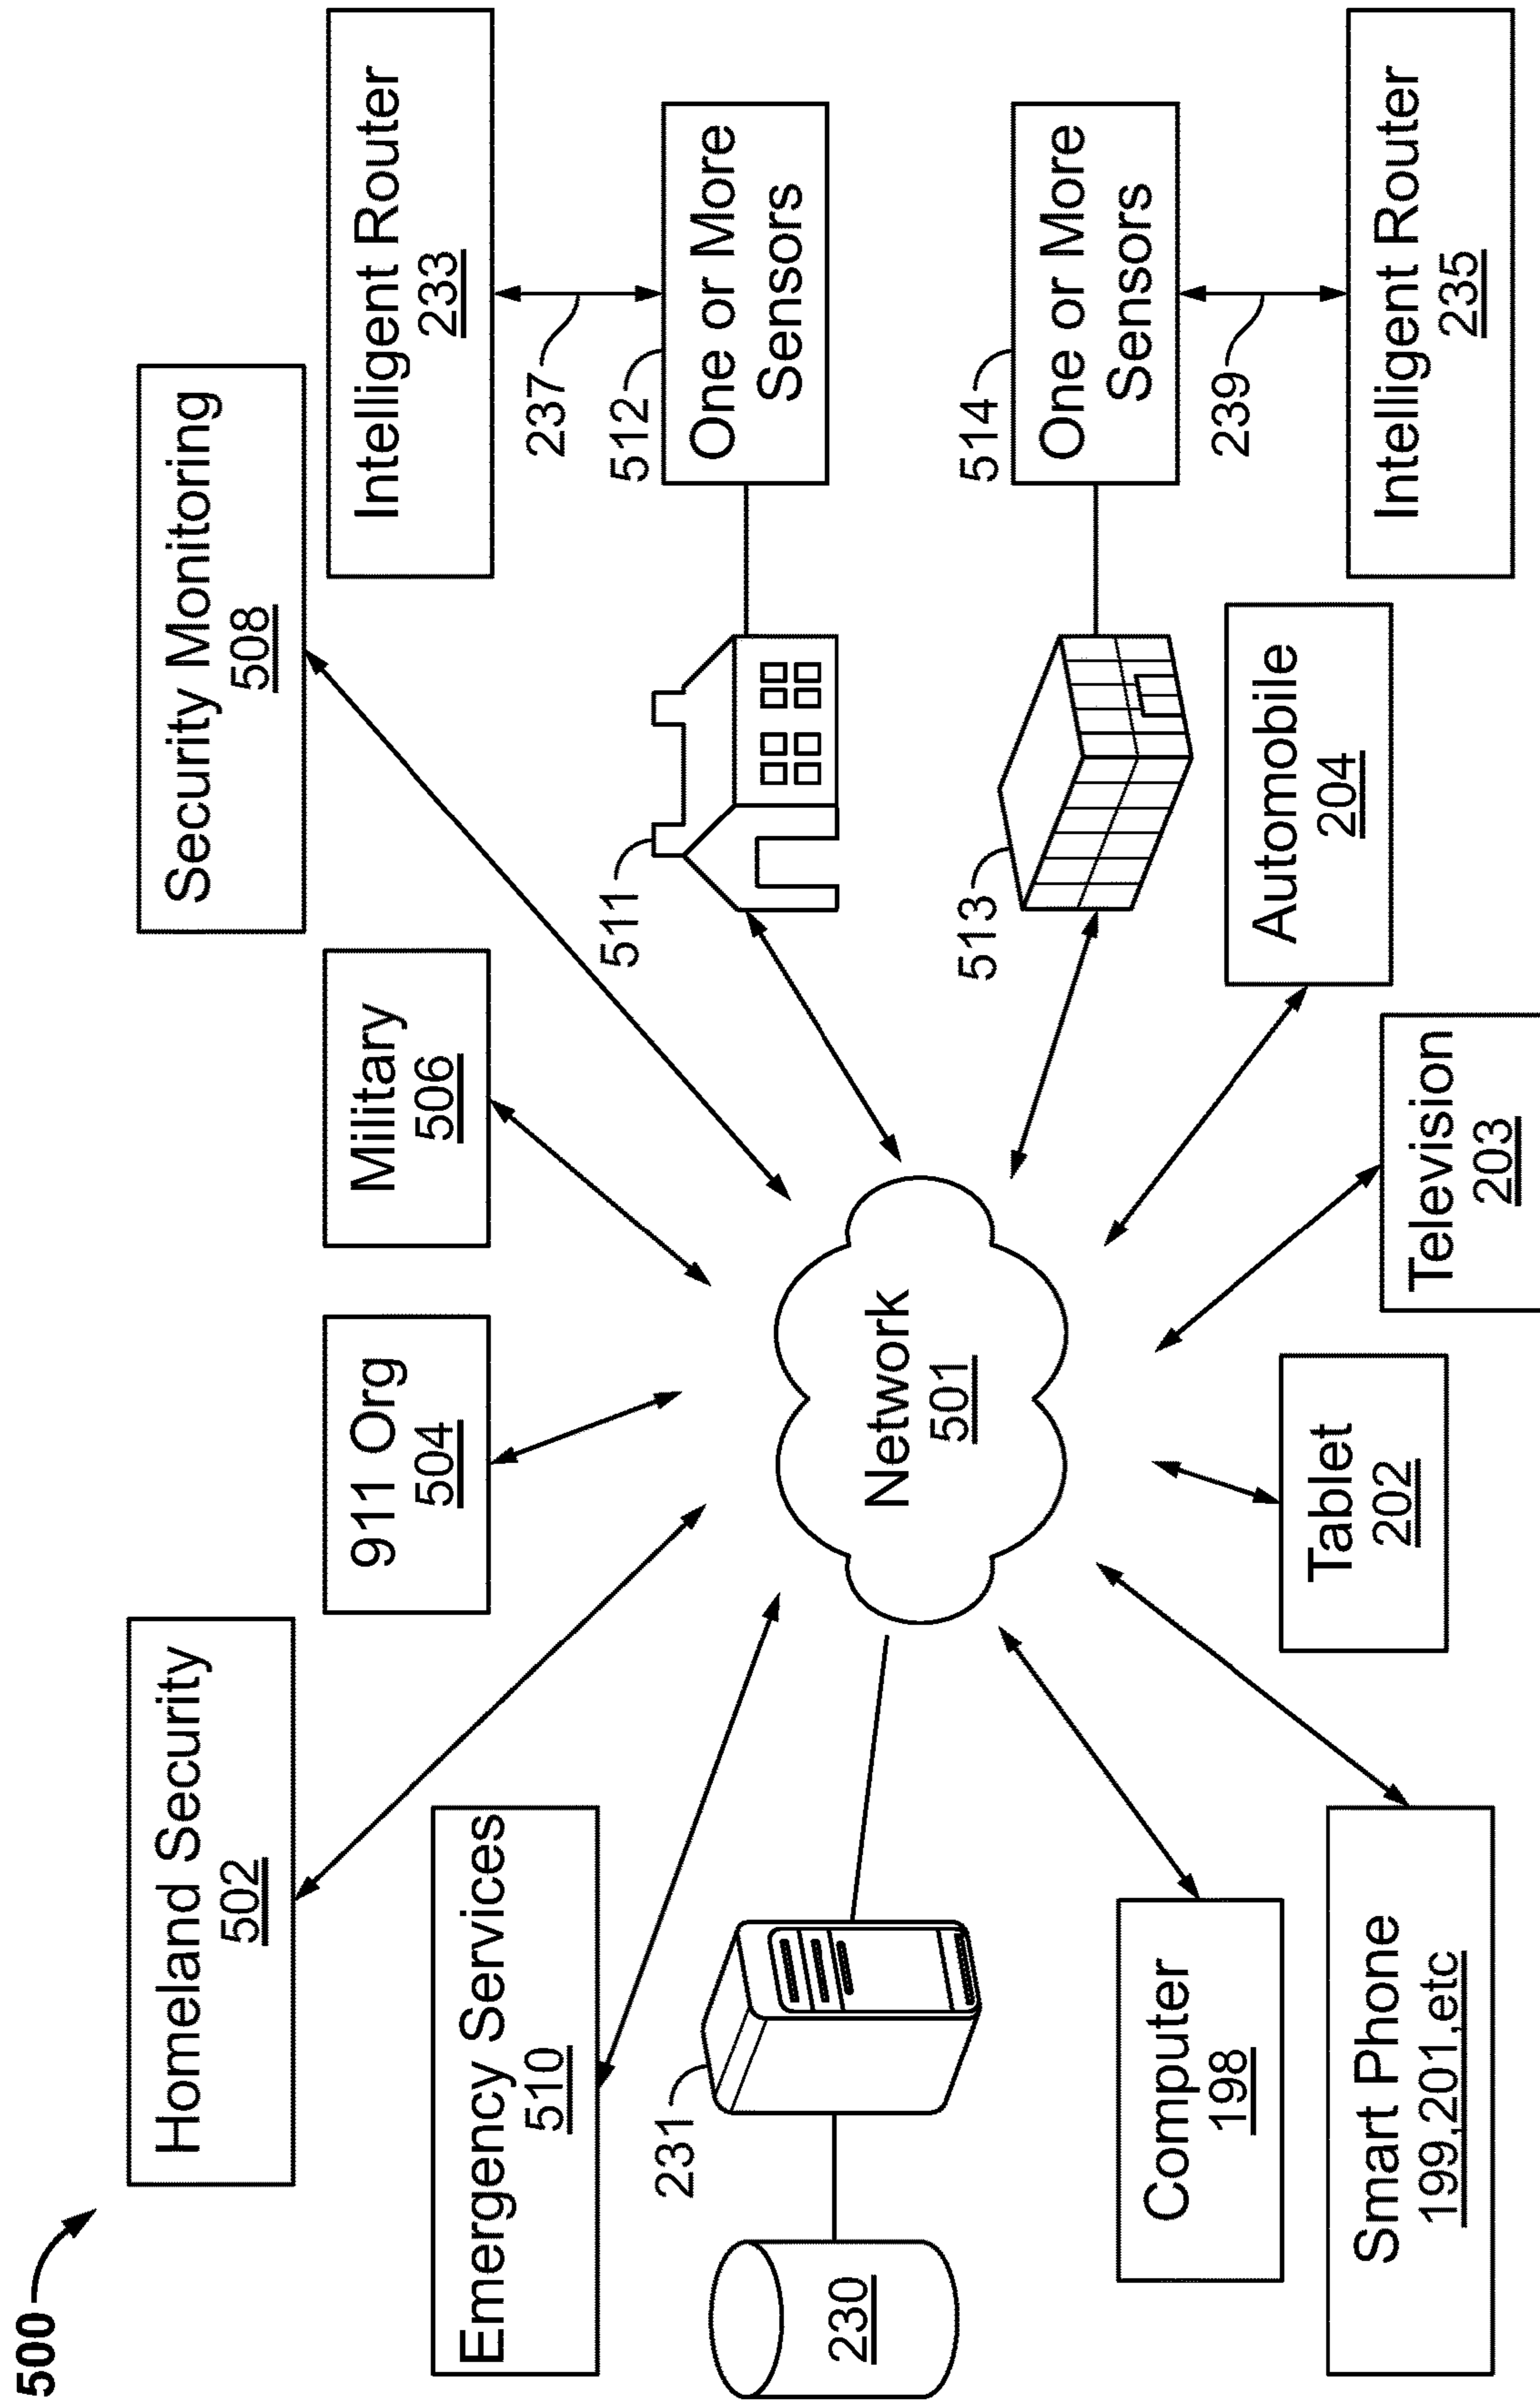 500
Homeland Security
502
911 Org
504
Military
506
Security Monitoring
508
Emergency Services
510
Intelligent Router
233
237
512
One or More
Sensors
511
231
230
Network
501
513
514
One or More
Sensors
239
Intelligent Router
235
Computer
198
Smart Phone
199,201,etc
Tablet
202
Television
203
Automobile
204